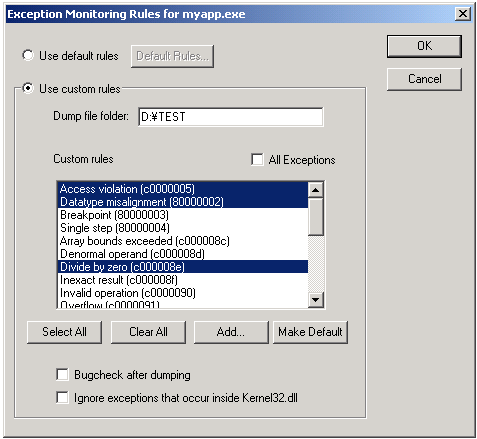 Exception Monitoring Rules for myapp.exe
Use default rules
Default Rules...
OK
Cancel
Use custom rules
Dump file folder:
D:¥TEST
Custom rules
All Exceptions
Access violation (c0000005)
Datatype misalignment (80000002)
Breakpoint (80000003)
Single step (80000004)
Array bounds exceeded (c000008c)
Denormal operand (c000008d)
Divide by zero (c000008e)
Inexact result (c000008f)
Invalid operation (c0000090)
Overflow (c0000091)
Select All
Clear All
Add...
Make Default
Bugcheck after dumping
Ignore exceptions that occur inside Kernel32.dll